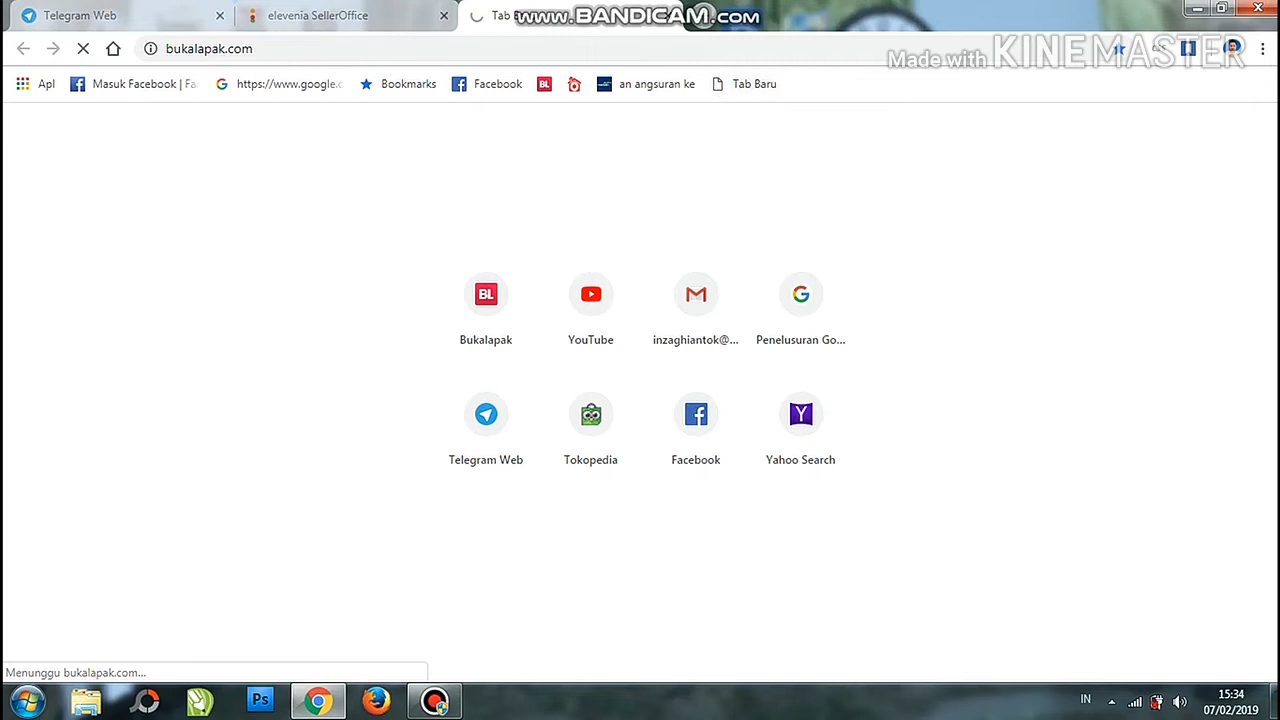 Telegram Web
elevenia SellerOffice
Tab B
www.BANDICAM.com
bukalapak.com
Made with KINEMASTER
Apl
Masuk Facebook | Fa
https://www.google.c
Bookmarks
Facebook
BL
an angsuran ke
Tab Baru
BL
Bukalapak
YouTube
inzaghiantok@...
Penelusuran Go...
Telegram Web
Tokopedia
Facebook
Y
Yahoo Search
Menunggu bukalapak.com...
Ps
IN
15:34
07/02/2019